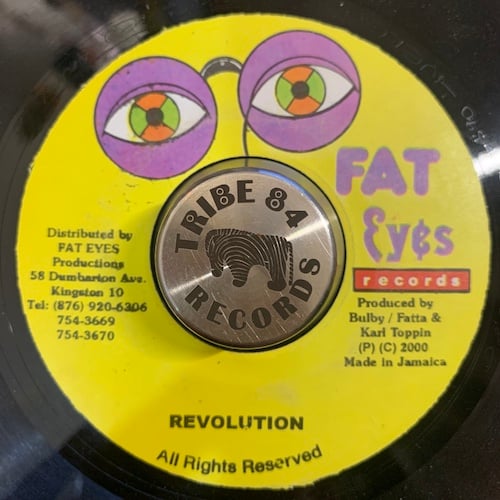 FAT
Eyes
records
Distributed by
FAT EYES
Productions
58 Dumbarton Ave.
Kingston 10
Tel: (876) 920-6306
754-3669
754-3670
TRIBE 84
RECORDS
Produced by
Bulby / Fatta &
Karl Toppin
(P) (C) 2000
Made in Jamaica
REVOLUTION
All Rights Reserved